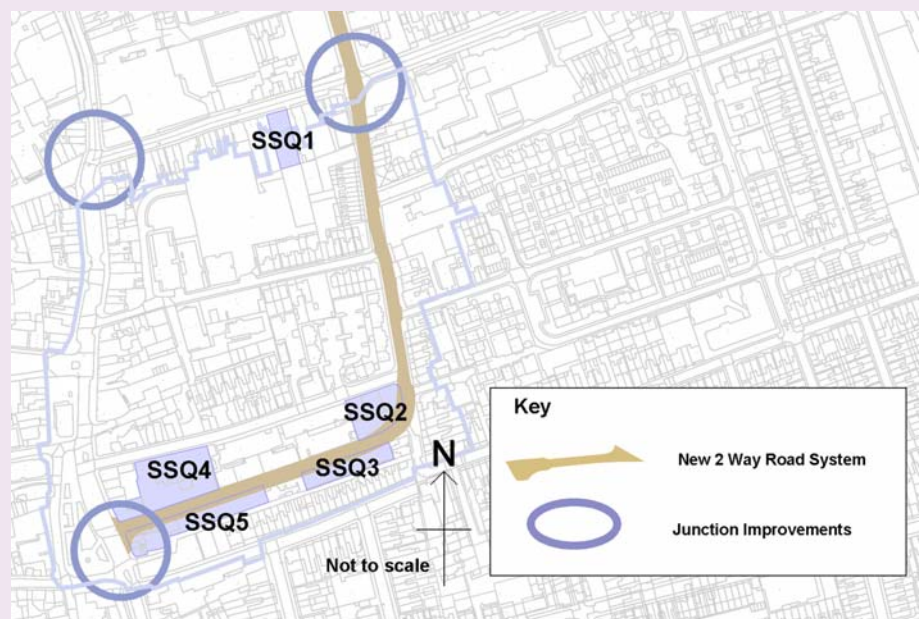 SSQ1
SSQ2
SSQ3
SSQ4
SSQ5
N
Not to scale
Key
New 2 Way Road System
Junction Improvements